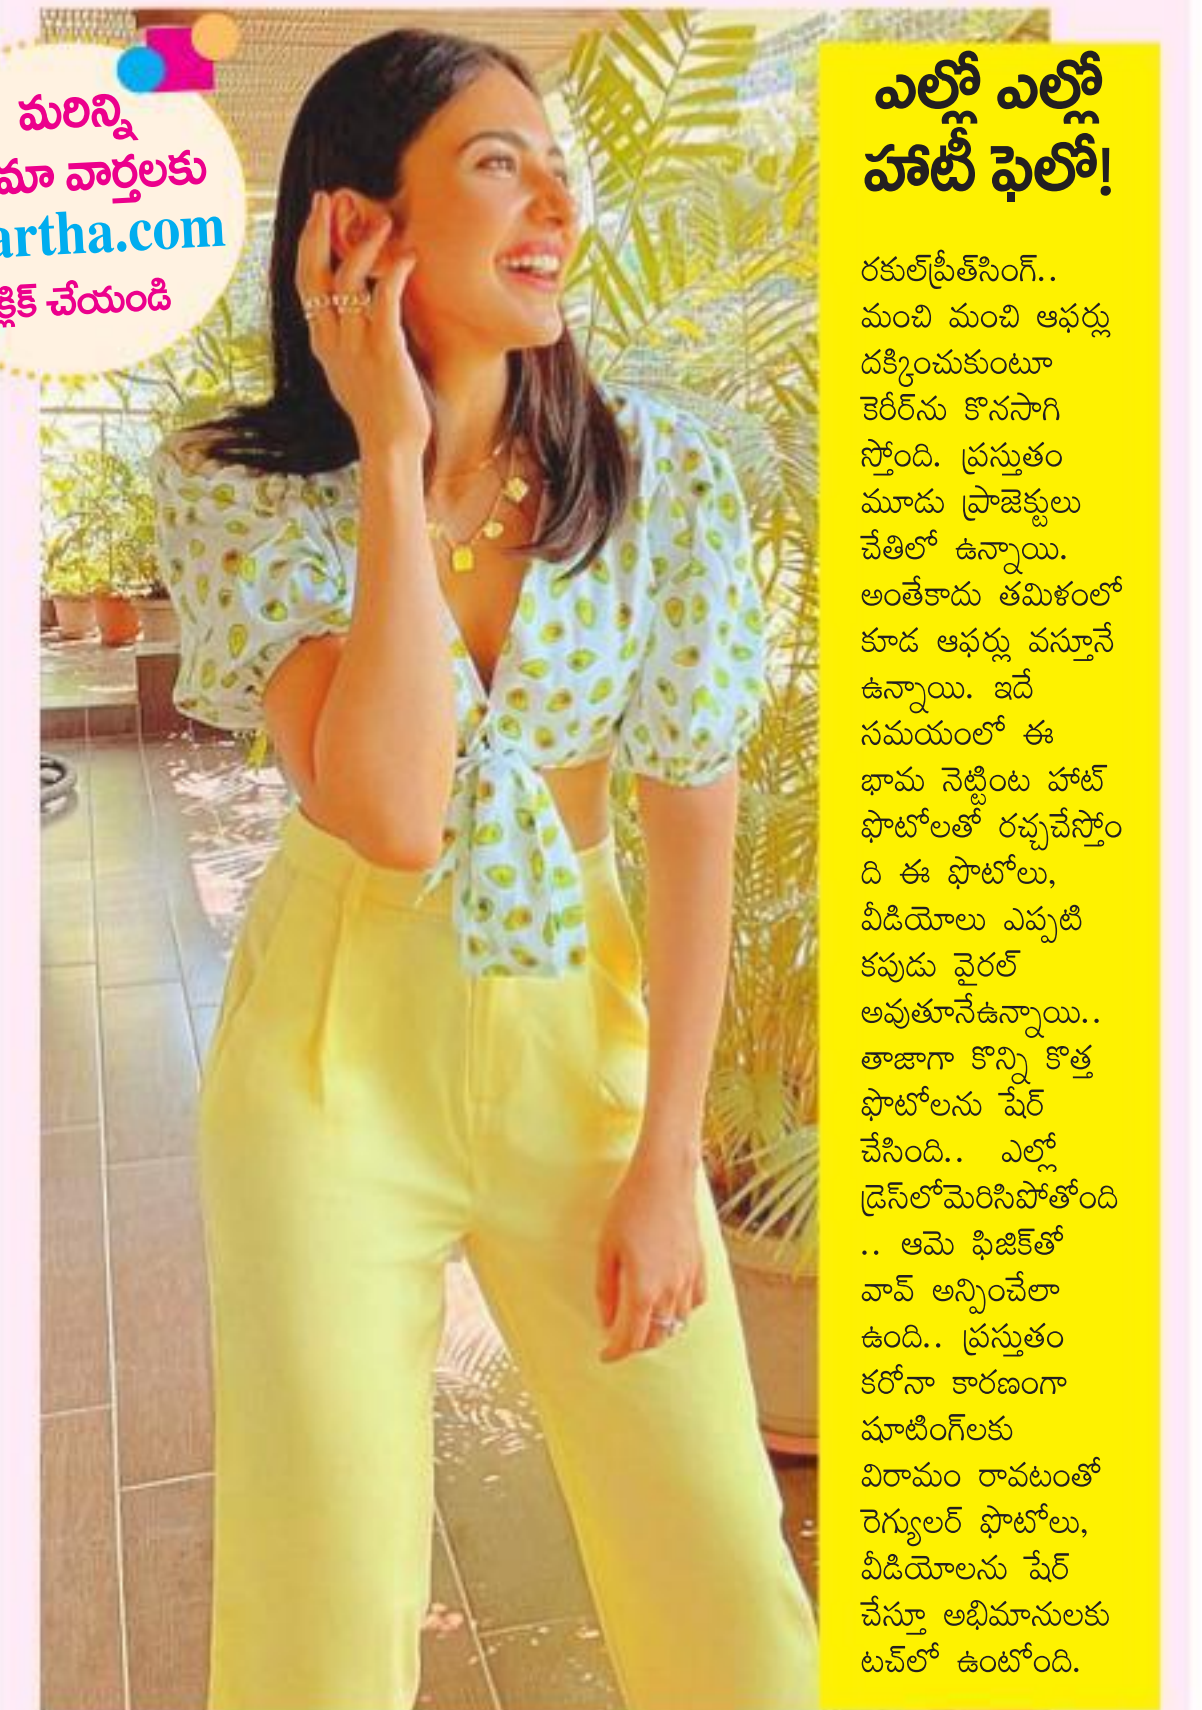 మరిన్ని
మా వార్తలకు
artha.com
క్లిక్ చేయండి
ఎల్లో ఎల్లో
హాటీ ఫెలో!
రకుల్‌ప్రీత్‌సింగ్..
మంచి మంచి ఆఫర్లు
దక్కించుకుంటూ
కెరీర్‌ను కొనసాగి
స్తోంది. ప్రస్తుతం
మూడు ప్రాజెక్టులు
చేతిలో ఉన్నాయి.
అంతేకాదు తమిళంలో
కూడ ఆఫర్లు వస్తూనే
ఉన్నాయి. ఇదే
సమయంలో ఈ
భామ నెట్టింట హాట్
ఫొటోలతో రచ్చచేస్తోం
ది ఈ ఫొటోలు,
వీడియోలు ఎప్పటి
కపుడు వైరల్
అవుతూనేఉన్నాయి..
తాజాగా కొన్ని కొత్త
ఫొటోలను షేర్
చేసింది.. ఎల్లో
డ్రెస్‌లోమెరిసిపోతోంది
.. ఆమె ఫిజిక్‌తో
వావ్ అన్పించేలా
ఉంది.. ప్రస్తుతం
కరోనా కారణంగా
షూటింగ్‌లకు
విరామం రావటంతో
రెగ్యులర్ ఫొటోలు,
వీడియోలను షేర్
చేస్తూ అభిమానులకు
టచ్‌లో ఉంటోంది.